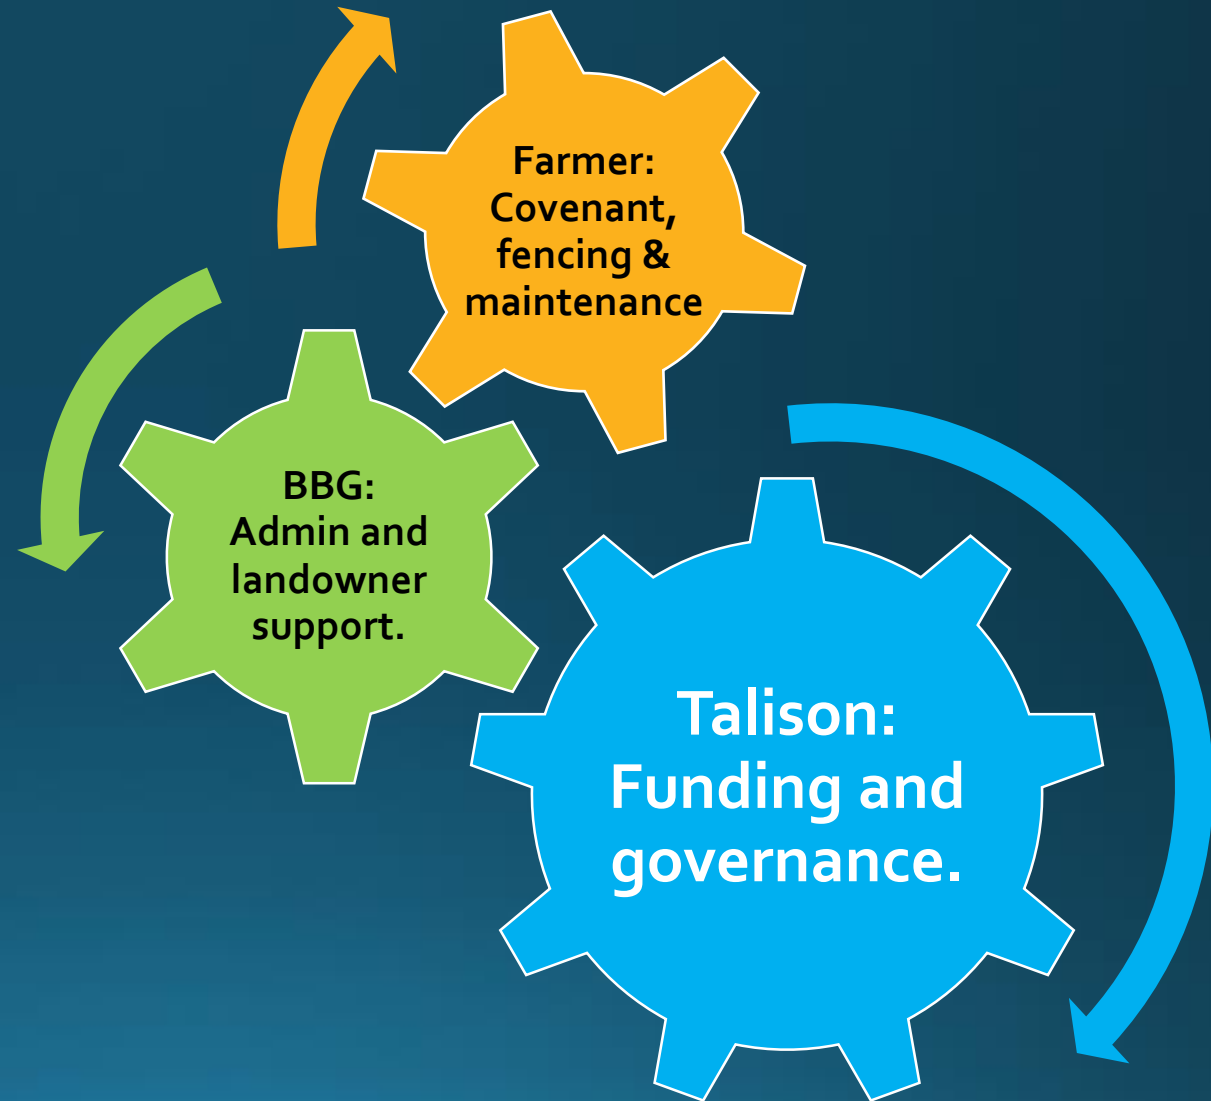 Farmer:
Covenant,
fencing &
maintenance
BBG:
Admin and
landowner
support.
Talison:
Funding and
governance.